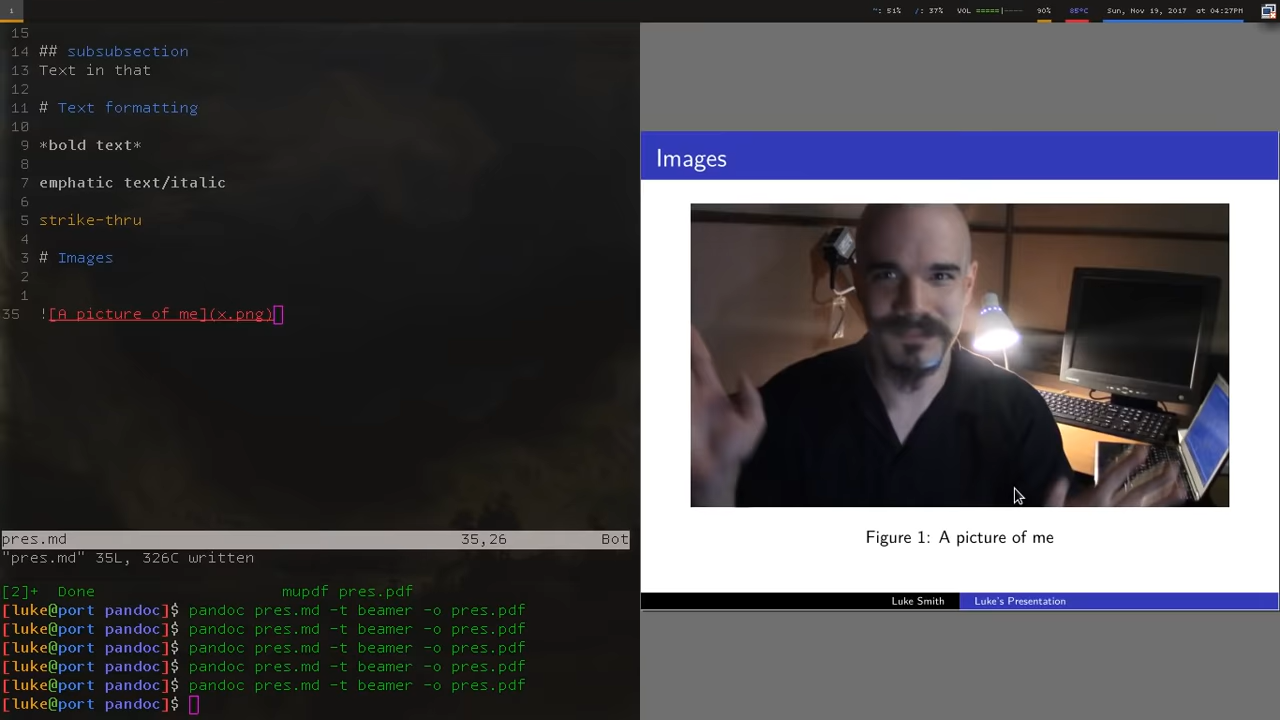 1
~: 51% /: 37% VOL =====|---- 90% 85°C Sun, Nov 19, 2017 at 04:27PM
15
14 ## subsubsection
13 Text in that
12
11 # Text formatting
10
9 *bold text*
8
7 emphatic text/italic
6
5 strike-thru
4
3 # Images
2
1
35 ![A picture of me](x.png)
pres.md 35,26 Bot
"pres.md" 35L, 326C written
[2]+ Done mupdf pres.pdf
[luke@port pandoc]$ pandoc pres.md -t beamer -o pres.pdf
[luke@port pandoc]$ pandoc pres.md -t beamer -o pres.pdf
[luke@port pandoc]$ pandoc pres.md -t beamer -o pres.pdf
[luke@port pandoc]$ pandoc pres.md -t beamer -o pres.pdf
[luke@port pandoc]$ pandoc pres.md -t beamer -o pres.pdf
[luke@port pandoc]$
Images
Figure 1: A picture of me
Luke Smith Luke's Presentation